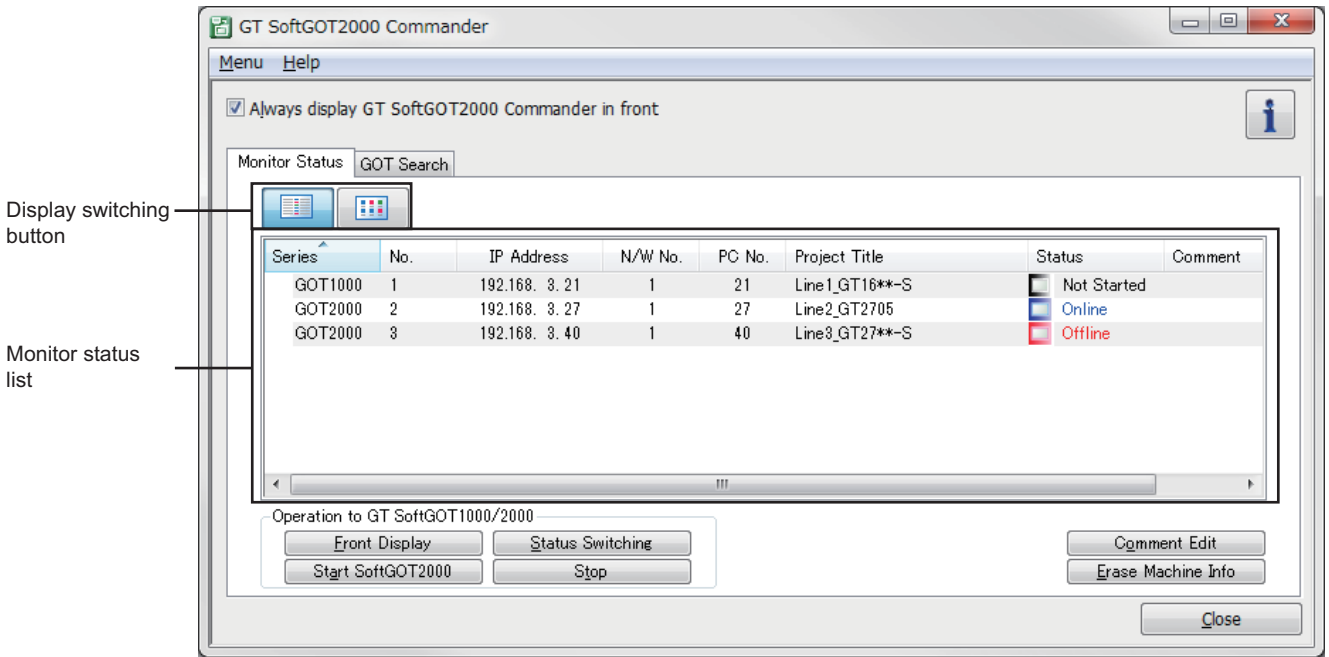 GT SoftGOT2000 Commander
Menu Help
Always display GT SoftGOT2000 Commander in front
Monitor Status GOT Search
Display switching
button
Series No. IP Address N/W No. PC No. Project Title Status Comment
GOT1000 1 192.168. 3. 21 1 21 Line1_GT16**-S Not Started
GOT2000 2 192.168. 3. 27 1 27 Line2_GT2705 Online
GOT2000 3 192.168. 3. 40 1 40 Line3_GT27**-S Offline
Monitor status
list
Operation to GT SoftGOT1000/2000
Front Display Status Switching Comment Edit
Start SoftGOT2000 Stop Erase Machine Info
Close